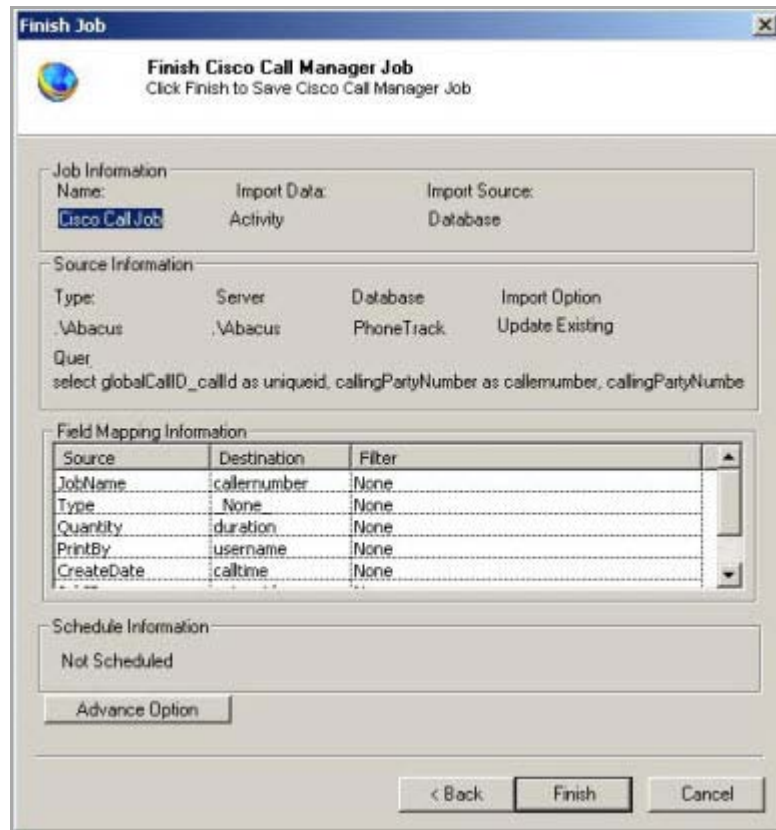 Finish Job
Finish Cisco Call Manager Job
Click Finish to Save Cisco Call Manager Job
Job Information
Name: Import Data: Import Source:
Cisco Call Job Activity Database
Source Information
Type: Server Database Import Option
.\Abacus .\Abacus PhoneTrack Update Existing
Quer
select globalCallID_callId as uniqueid, callingPartyNumber as callernumber, callingPartyNumbe
Field Mapping Information
Source Destination Filter
JobName callernumber None
Type _None_ None
Quantity duration None
PrintBy username None
CreateDate calltime None
Schedule Information
Not Scheduled
Advance Option
< Back Finish Cancel